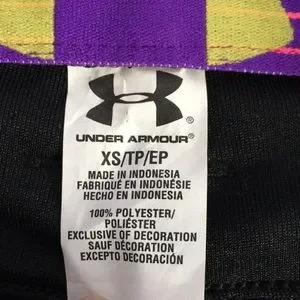 UNDER ARMOUR®
XS/TP/EP
MADE IN INDONESIA
FABRIQUÉ EN INDONÉSIE
HECHO EN INDONESIA
100% POLYESTER/
POLIÉSTER
EXCLUSIVE OF DECORATION
SAUF DÉCORATION
EXCEPTO DECORACIÓN